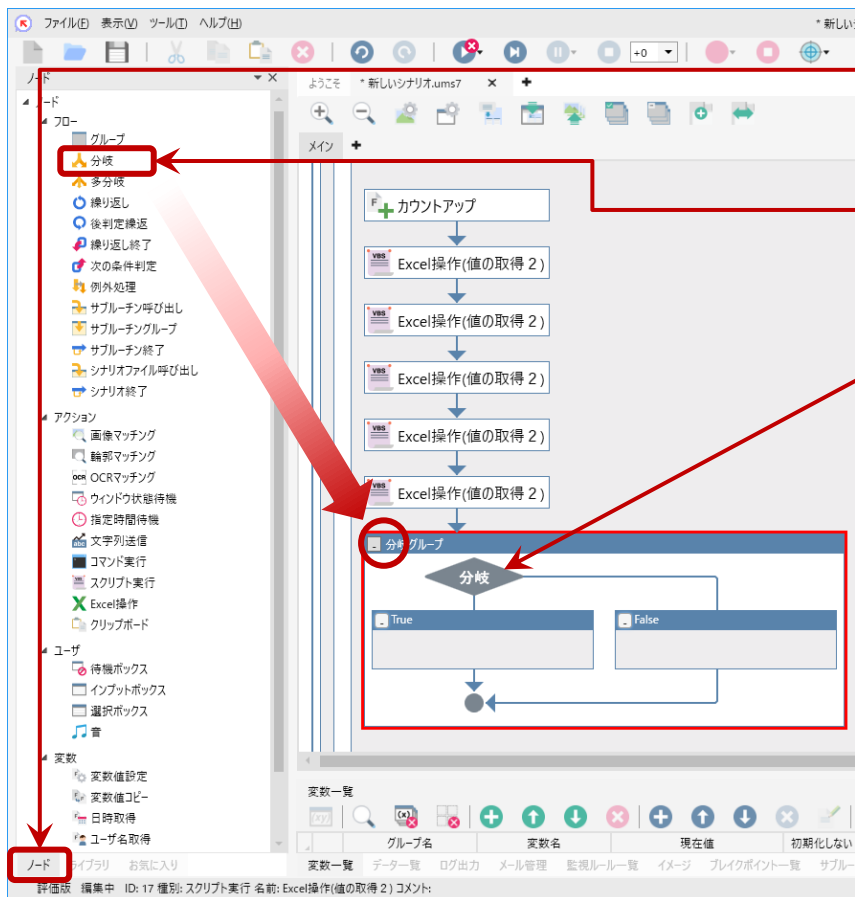 ファイル(F) 表示(V) ツール(T) ヘルプ(H)
* 新しい
+0
ノード
ようこそ * 新しいシナリオ.ums7
メイン
ノード
フロー
グループ
分岐
多分岐
繰り返し
後判定繰返
繰り返し終了
次の条件判定
例外処理
サブルーチン呼び出し
サブルーチングループ
サブルーチン終了
シナリオファイル呼び出し
シナリオ終了
アクション
画像マッチング
輪郭マッチング
OCRマッチング
ウィンドウ状態待機
指定時間待機
文字列送信
コマンド実行
スクリプト実行
Excel操作
クリップボード
ユーザ
待機ボックス
インプットボックス
選択ボックス
音
変数
変数値設定
変数値コピー
日時取得
ユーザ名取得
ノード ライブラリ お気に入り
カウントアップ
Excel操作(値の取得２)
Excel操作(値の取得２)
Excel操作(値の取得２)
Excel操作(値の取得２)
Excel操作(値の取得２)
分岐グループ
分岐
True
False
変数一覧
グループ名 変数名 現在値 初期化しない
変数一覧 データ一覧 ログ出力 メール管理 監視ルール一覧 イメージ ブレイクポイント一覧 サブルー
評価版 編集中 ID: 17 種別: スクリプト実行 名前: Excel操作(値の取得２) コメント: